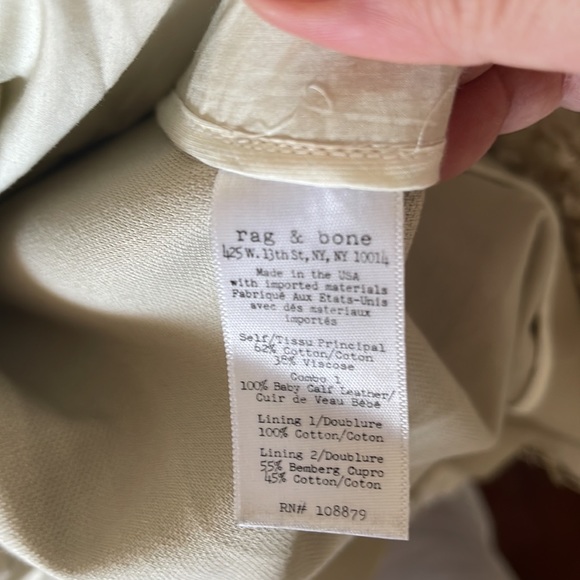 rag & bone
425 W. 13th St, NY, NY 10014
Made in the USA
with imported materials
Fabriqué Aux Etats-Unis
avec dés materiaux
importés
Self/Tissu Principal
62% Cotton/Coton
38% Viscose
Combo 1
100% Baby Calf Leather/
Cuir de Veau Bébé
Lining 1/Doublure
100% Cotton/Coton
Lining 2/Doublure
55% Bemberg Cupro
45% Cotton/Coton
RN# 108879